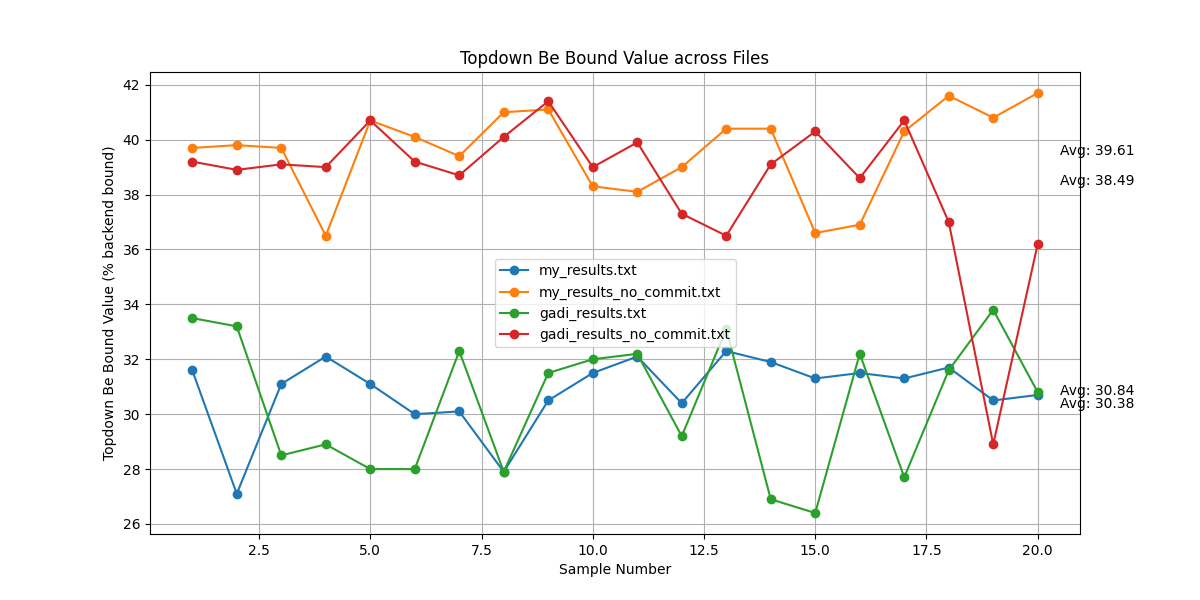 Topdown Be Bound Value across Files
Topdown Be Bound Value (% backend bound)
42
40
38
36
34
32
30
28
26
Avg: 39.61
Avg: 38.49
my_results.txt
my_results_no_commit.txt
gadi_results.txt
gadi_results_no_commit.txt
Avg: 30.84
Avg: 30.38
2.5 5.0 7.5 10.0 12.5 15.0 17.5 20.0
Sample Number